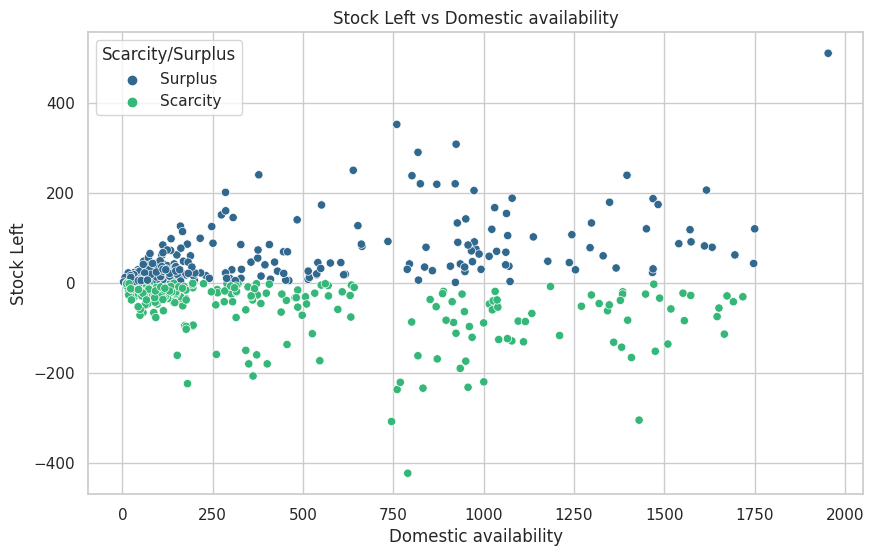 Stock Left vs Domestic availability
Scarcity/Surplus
Surplus
Scarcity
Stock Left
400
200
0
−200
−400
0 250 500 750 1000 1250 1500 1750 2000
Domestic availability